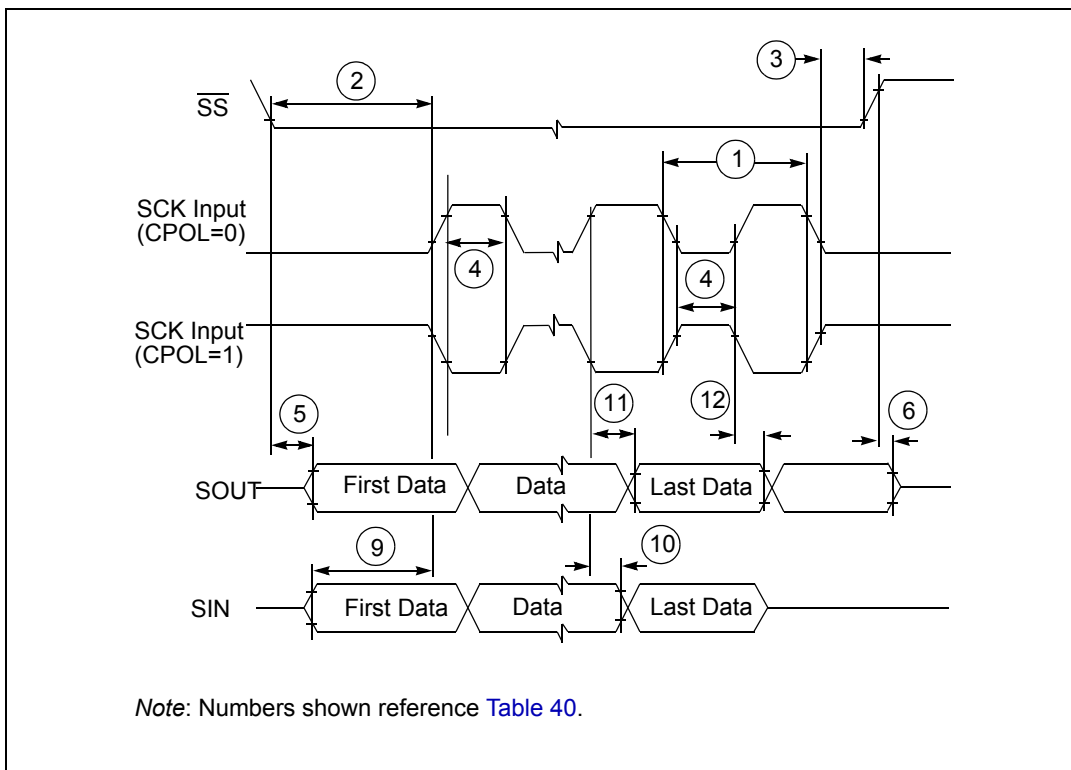 3
2
SS
1
SCK Input
(CPOL=0)
4
4
SCK Input
(CPOL=1)
5
11
12
6
SOUT
First Data
Data
Last Data
9
10
SIN
First Data
Data
Last Data
Note: Numbers shown reference Table 40.